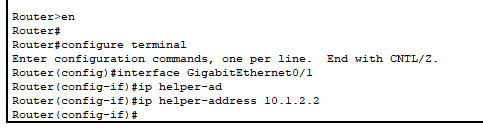 Router>en
Router#
Router#configure terminal
Enter configuration commands, one per line.  End with CNTL/Z.
Router(config)#interface GigabitEthernet0/1
Router(config-if)#ip helper-ad
Router(config-if)#ip helper-address 10.1.2.2
Router(config-if)#